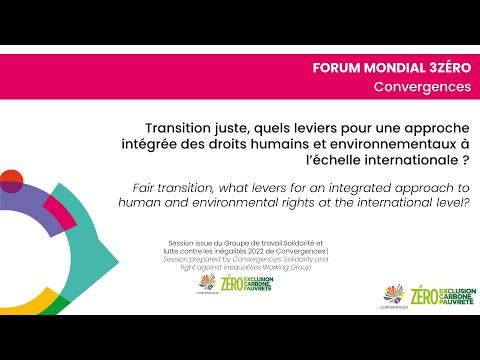 FORUM MONDIAL 3ZÉRO
Convergences
Transition juste, quels leviers pour une approche
intégrée des droits humains et environnementaux à
l'échelle internationale ?
Fair transition, what levers for an integrated approach to
human and environmental rights at the international level?
Session issue du Groupe de travail Solidarité et
lutte contre les inégalités 2022 de Convergences |
Session prepared by Convergences' Solidarity and
fight against inequalities Working Group
CONVERGENCES
ZÉRO EXCLUSION
CARBONE,
PAUVRETÉ
CONVERGENCES
ZÉRO EXCLUSION
CARBONE,
PAUVRETÉ